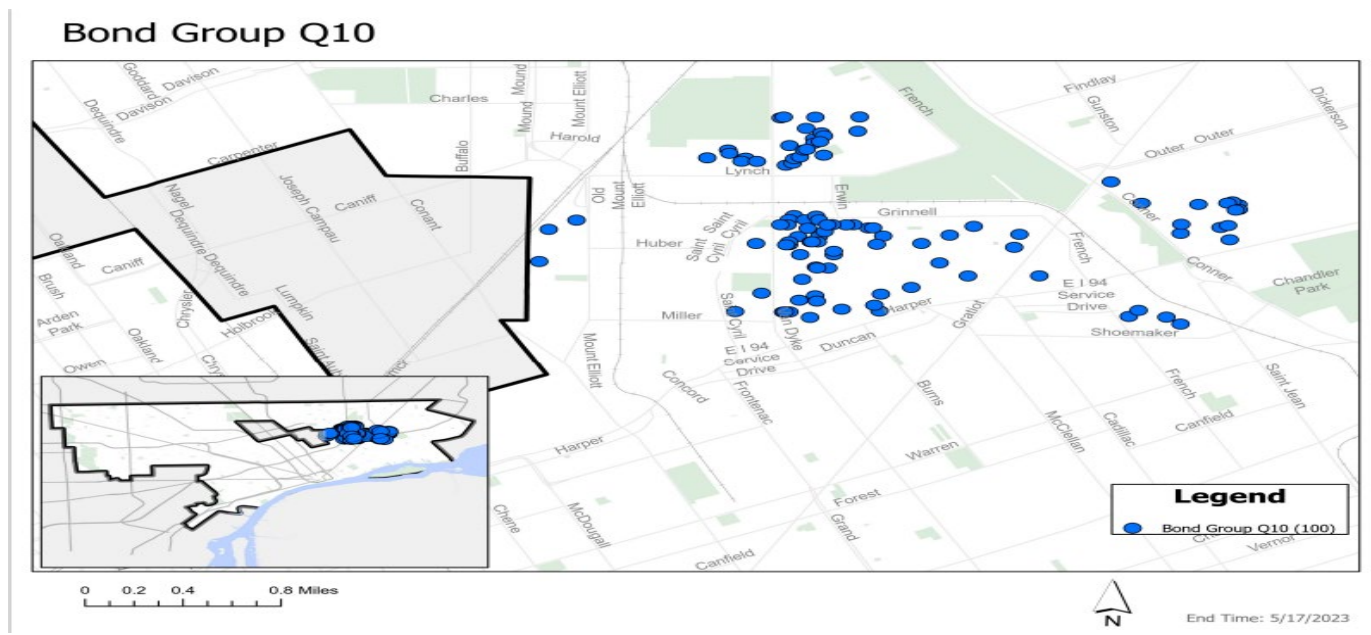 Bond Group Q10
Goddard
Davison
Davison
Dequindre
Charles
Mound
Mound
Mount Elliott
Harold
Buffalo
French
Findlay
Gunston
Dickerson
Outer
Outer
Carpenter
Nagel
Dequindre
Dequindre
Joseph Campau
Caniff
Conant
Old
Mount
Elliott
Lynch
Erwin
Grinnell
Conner
Saint
Cyril
Saint
Cyril
Huber
French
Conner
Chandler
Park
Oakland
Caniff
Brush
Chrysler
Lumpkin
Holbrook
Arden
Park
Oakland
Owen
Miller
Saint Cyril
Harper
Gratiot
E I 94
Service
Drive
Shoemaker
Mount Elliott
E I 94
Service
Drive
Duncan
Concord
Frontenac
Burns
McClellan
Cadillac
French
Saint Jean
Canfield
Harper
Warren
Forest
Chene
McDougall
Grand
Canfield
Vernor
Legend
Bond Group Q10 (100)
0 0.2 0.4 0.8 Miles
N
End Time: 5/17/2023